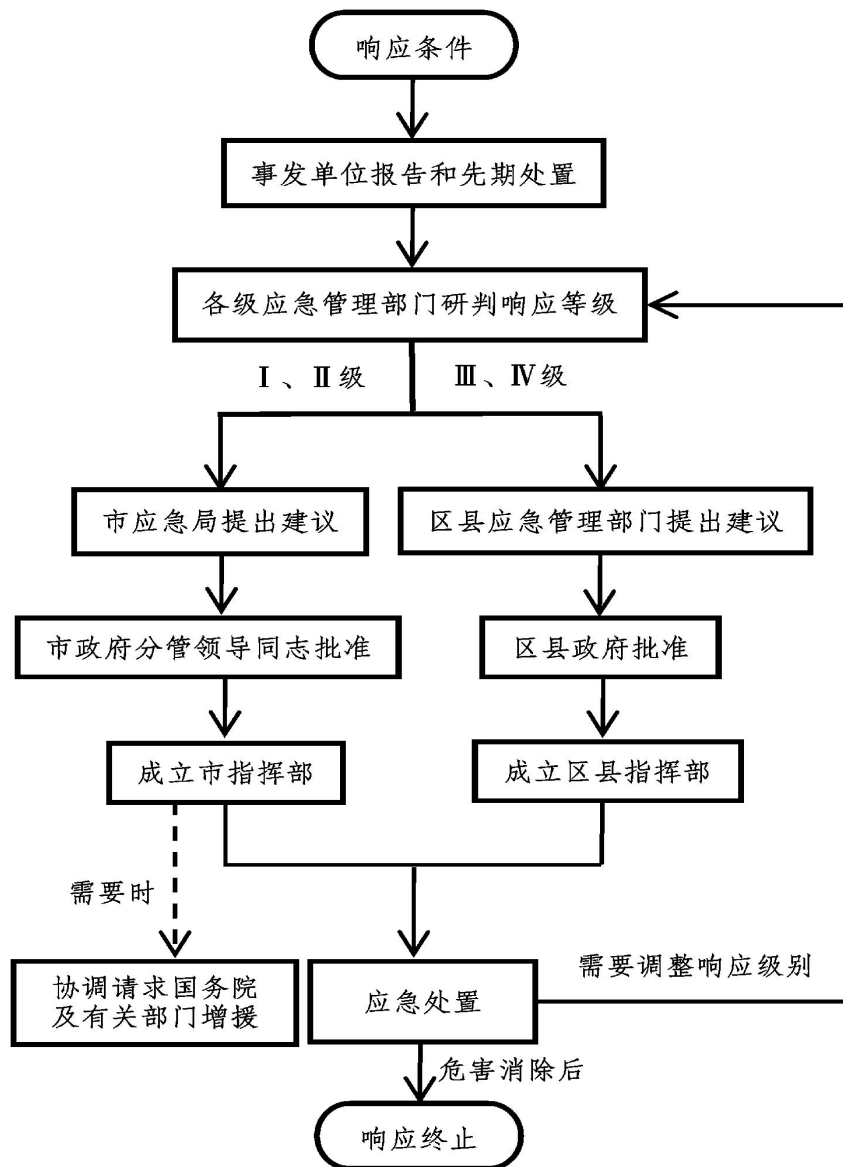 响应条件
事发单位报告和先期处置
各级应急管理部门研判响应等级
Ⅰ、Ⅱ级
Ⅲ、Ⅳ级
市应急局提出建议
区县应急管理部门提出建议
市政府分管领导同志批准
区县政府批准
成立市指挥部
成立区县指挥部
需要时
协调请求国务院
及有关部门增援
应急处置
需要调整响应级别
危害消除后
响应终止